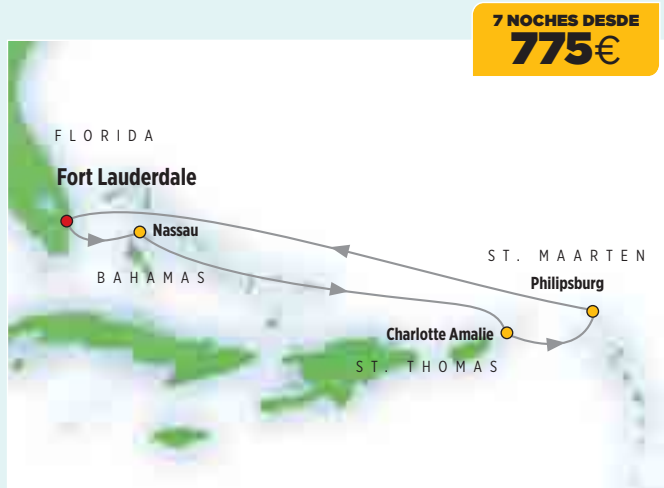 7 NOCHES DESDE
775€
FLORIDA
Fort Lauderdale
Nassau
BAHAMAS
ST. MAARTEN
Philipsburg
Charlotte Amalie
ST. THOMAS